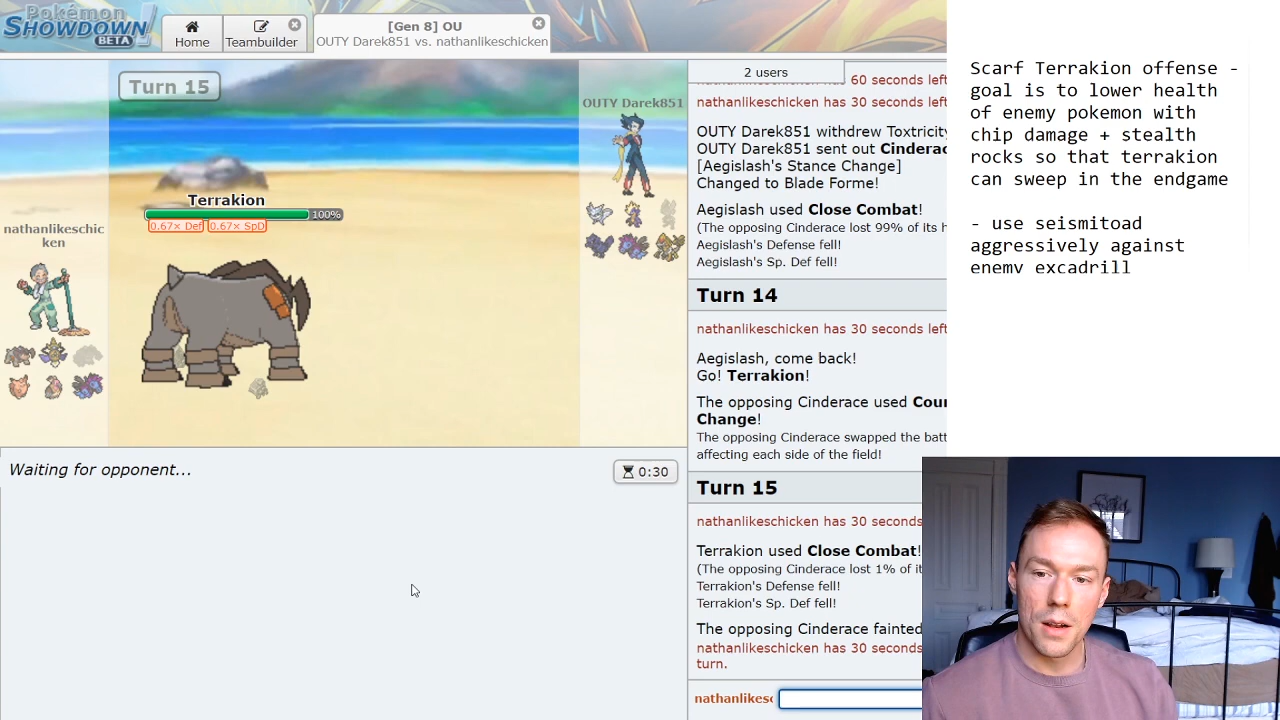 Pokémon
SHOWDOWN!
BETA
Home
Teambuilder
[Gen 8] OU
OUTY Darek851 vs. nathanlikeschicken
Turn 15
Terrakion
100%
0.67× Def 0.67× SpD
nathanlikeschic
ken
OUTY Darek851
2 users
60 seconds left
nathanlikeschicken has 30 seconds left
OUTY Darek851 withdrew Toxtricity
OUTY Darek851 sent out Cinderac
[Aegislash's Stance Change]
Changed to Blade Forme!
Aegislash used Close Combat!
(The opposing Cinderace lost 99% of its h
Aegislash's Defense fell!
Aegislash's Sp. Def fell!
Turn 14
nathanlikeschicken has 30 seconds left
Aegislash, come back!
Go! Terrakion!
The opposing Cinderace used Cour
Change!
The opposing Cinderace swapped the batt
affecting each side of the field!
Turn 15
nathanlikeschicken has 30 seconds
Terrakion used Close Combat!
(The opposing Cinderace lost 1% of it
Terrakion's Defense fell!
Terrakion's Sp. Def fell!
The opposing Cinderace fainted
nathanlikeschicken has 30 seconds
turn.
nathanlikesc
Waiting for opponent...
0:30
Scarf Terrakion offense -
goal is to lower health
of enemy pokemon with
chip damage + stealth
rocks so that terrakion
can sweep in the endgame
- use seismitoad
aggressively against
enemy excadrill